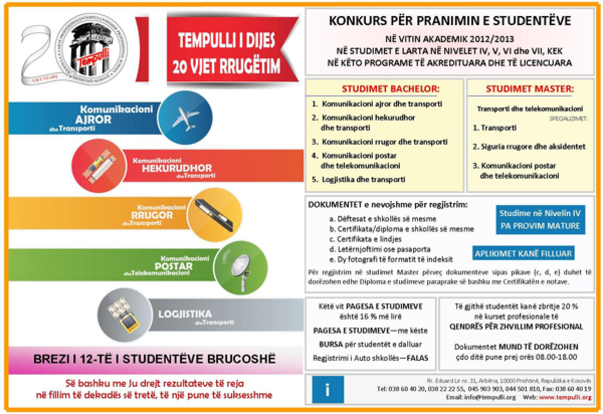 20
VJET/YEARS
Tempulli
TEMPULLI I DIJES
20 VJET RRUGËTIM
Komunikacioni
AJROR
dheTransporti
Komunikacioni
HEKURUDHOR
dheTransporti
Komunikacioni
RRUGOR
dheTransporti
Komunikacioni
POSTAR
dheTelekomunikacioni
LOGJISTIKA
dheTransporti
BREZI I 12-TË I STUDENTËVE BRUCOSHË
Së bashku me Ju drejt rezultateve të reja
në fillim të dekadës së tretë, të një pune të suksesshme
KONKURS PËR PRANIMIN E STUDENTËVE
NË VITIN AKADEMIK 2012/2013
NË STUDIMET E LARTA NË NIVELET IV, V, VI dhe VII, KEK
NË KËTO PROGRAME TË AKREDITUARA DHE TË LICENCUARA
STUDIMET BACHELOR:
1. Komunikacioni ajror dhe transporti
2. Komunikacioni hekurudhor
dhe transporti
3. Komunikacioni rrugor dhe transporti
4. Komunikacioni postar
dhe telekomunikacioni
5. Logjistika dhe transporti
STUDIMET MASTER:
Transporti dhe telekomunikacioni
SPECIALIZIMET:
1. Transporti
2. Siguria rrugore dhe aksidentet
3. Komunikacioni postar
dhe telekomunikacioni
DOKUMENTET e nevojshme për regjistrim:
a. Dëftesat e shkollës së mesme
b. Certifikata/diploma e shkollës së mesme
c. Certifikata e lindjes
d. Letërnjoftimi ose pasaporta
e. Dy fotografi të formatit të indeksit
Studime në Nivelin IV
PA PROVIM MATURE
APLIKIMET KANË FILLUAR
Për regjistrim në studimet Master përveç dokumenteve sipas pikave (c, d, e) duhet të
dorëzohen edhe Diploma e studimeve paraprake së bashku me Certifikatën e notave.
Këtë vit PAGESA E STUDIMEVE
është 16 % më lirë
PAGESA E STUDIMEVE—me këste
BURSA për studentët e dalluar
Regjistrimi i Auto shkollës—FALAS
Të gjithë studentët kanë zbritje 20 %
në kurset profesionale të
QENDRËS PËR ZHVILLIM PROFESIONAL
Dokumentet MUND TË DORËZOHEN
çdo ditë pune prej orës 08.00-18.00
i
Rr. Eduard Lir nr. 31, Arbëria, 10000 Prishtinë, Republika e Kosovës
Tel: 038 60 40 20, 038 22 22 55, 045 903 903, 044 501 810, Fax: 038 60 40 19
Email: info@tempulli.org Web: www.tempulli.org